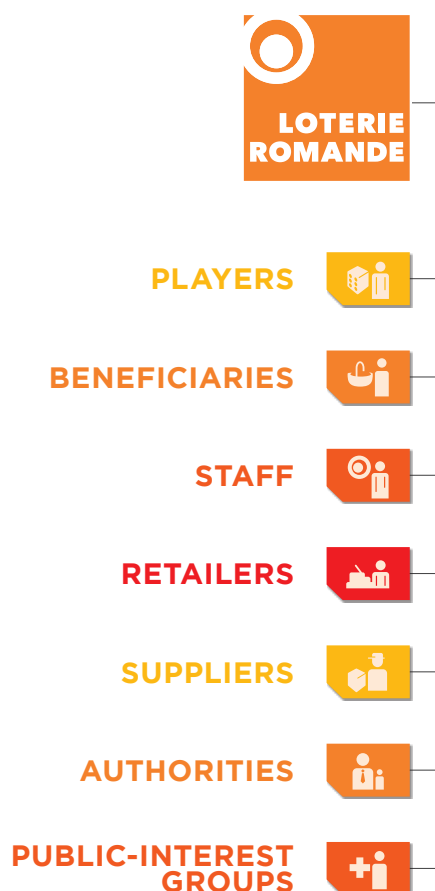 LOTERIE
ROMANDE
PLAYERS
BENEFICIARIES
STAFF
RETAILERS
SUPPLIERS
AUTHORITIES
PUBLIC-INTEREST
GROUPS